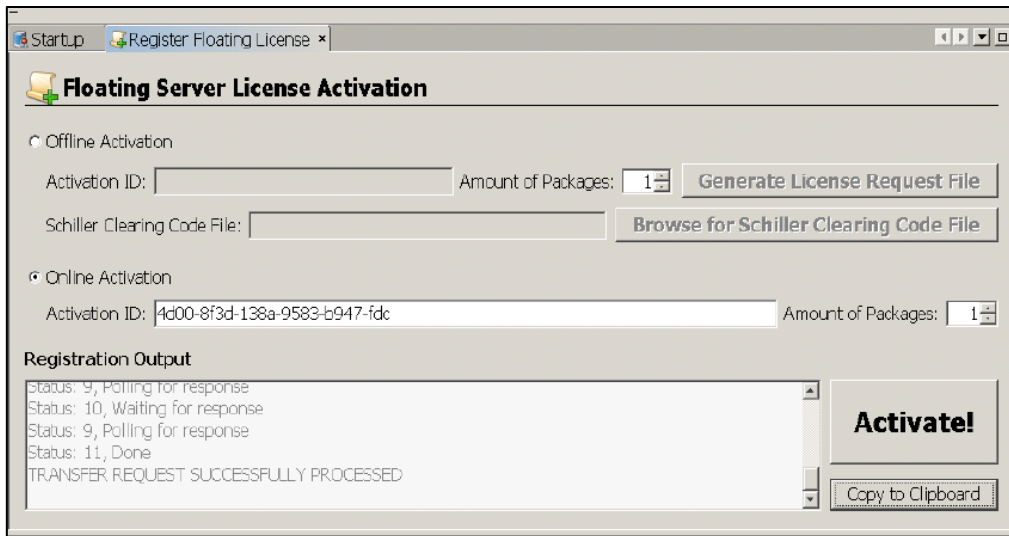 Startup Register Floating License ×
Floating Server License Activation
Offline Activation
Activation ID: Amount of Packages: 1 Generate License Request File
Schiller Clearing Code File: Browse for Schiller Clearing Code File
Online Activation
Activation ID: 4d00-8f3d-138a-9583-b947-fdc Amount of Packages: 1
Registration Output
Status: 9, Polling for response
Status: 10, Waiting for response
Status: 9, Polling for response
Status: 11, Done
TRANSFER REQUEST SUCCESSFULLY PROCESSED
Activate!
Copy to Clipboard